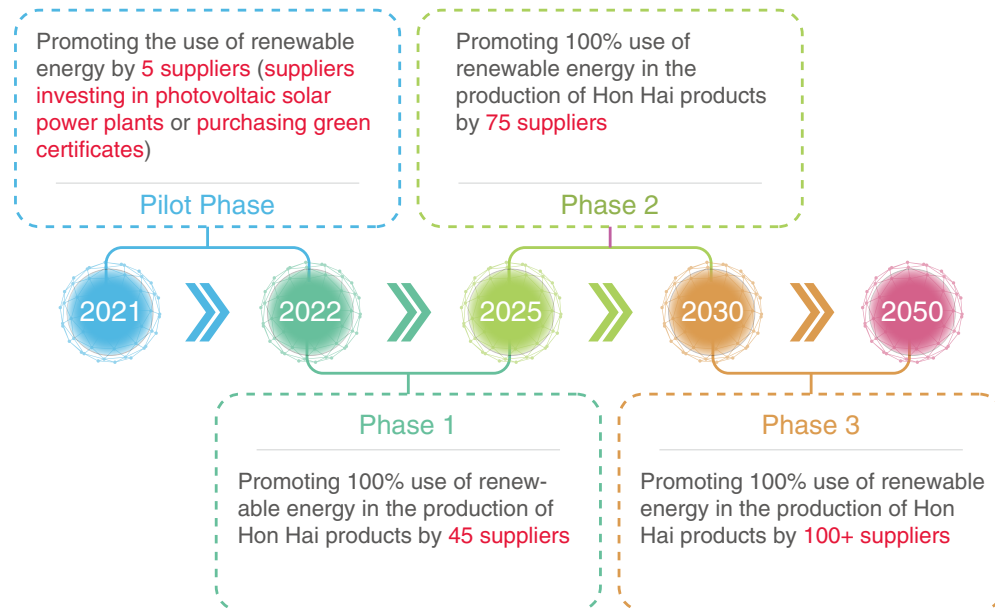 Promoting the use of renewable
energy by 5 suppliers (suppliers
investing in photovoltaic solar
power plants or purchasing green
certificates)
Pilot Phase
Promoting 100% use of
renewable energy in the
production of Hon Hai products
by 75 suppliers
Phase 2
2021
2022
2025
2030
2050
Phase 1
Promoting 100% use of renew-
able energy in the production of
Hon Hai products by 45 suppliers
Phase 3
Promoting 100% use of renewable
energy in the production of Hon
Hai products by 100+ suppliers